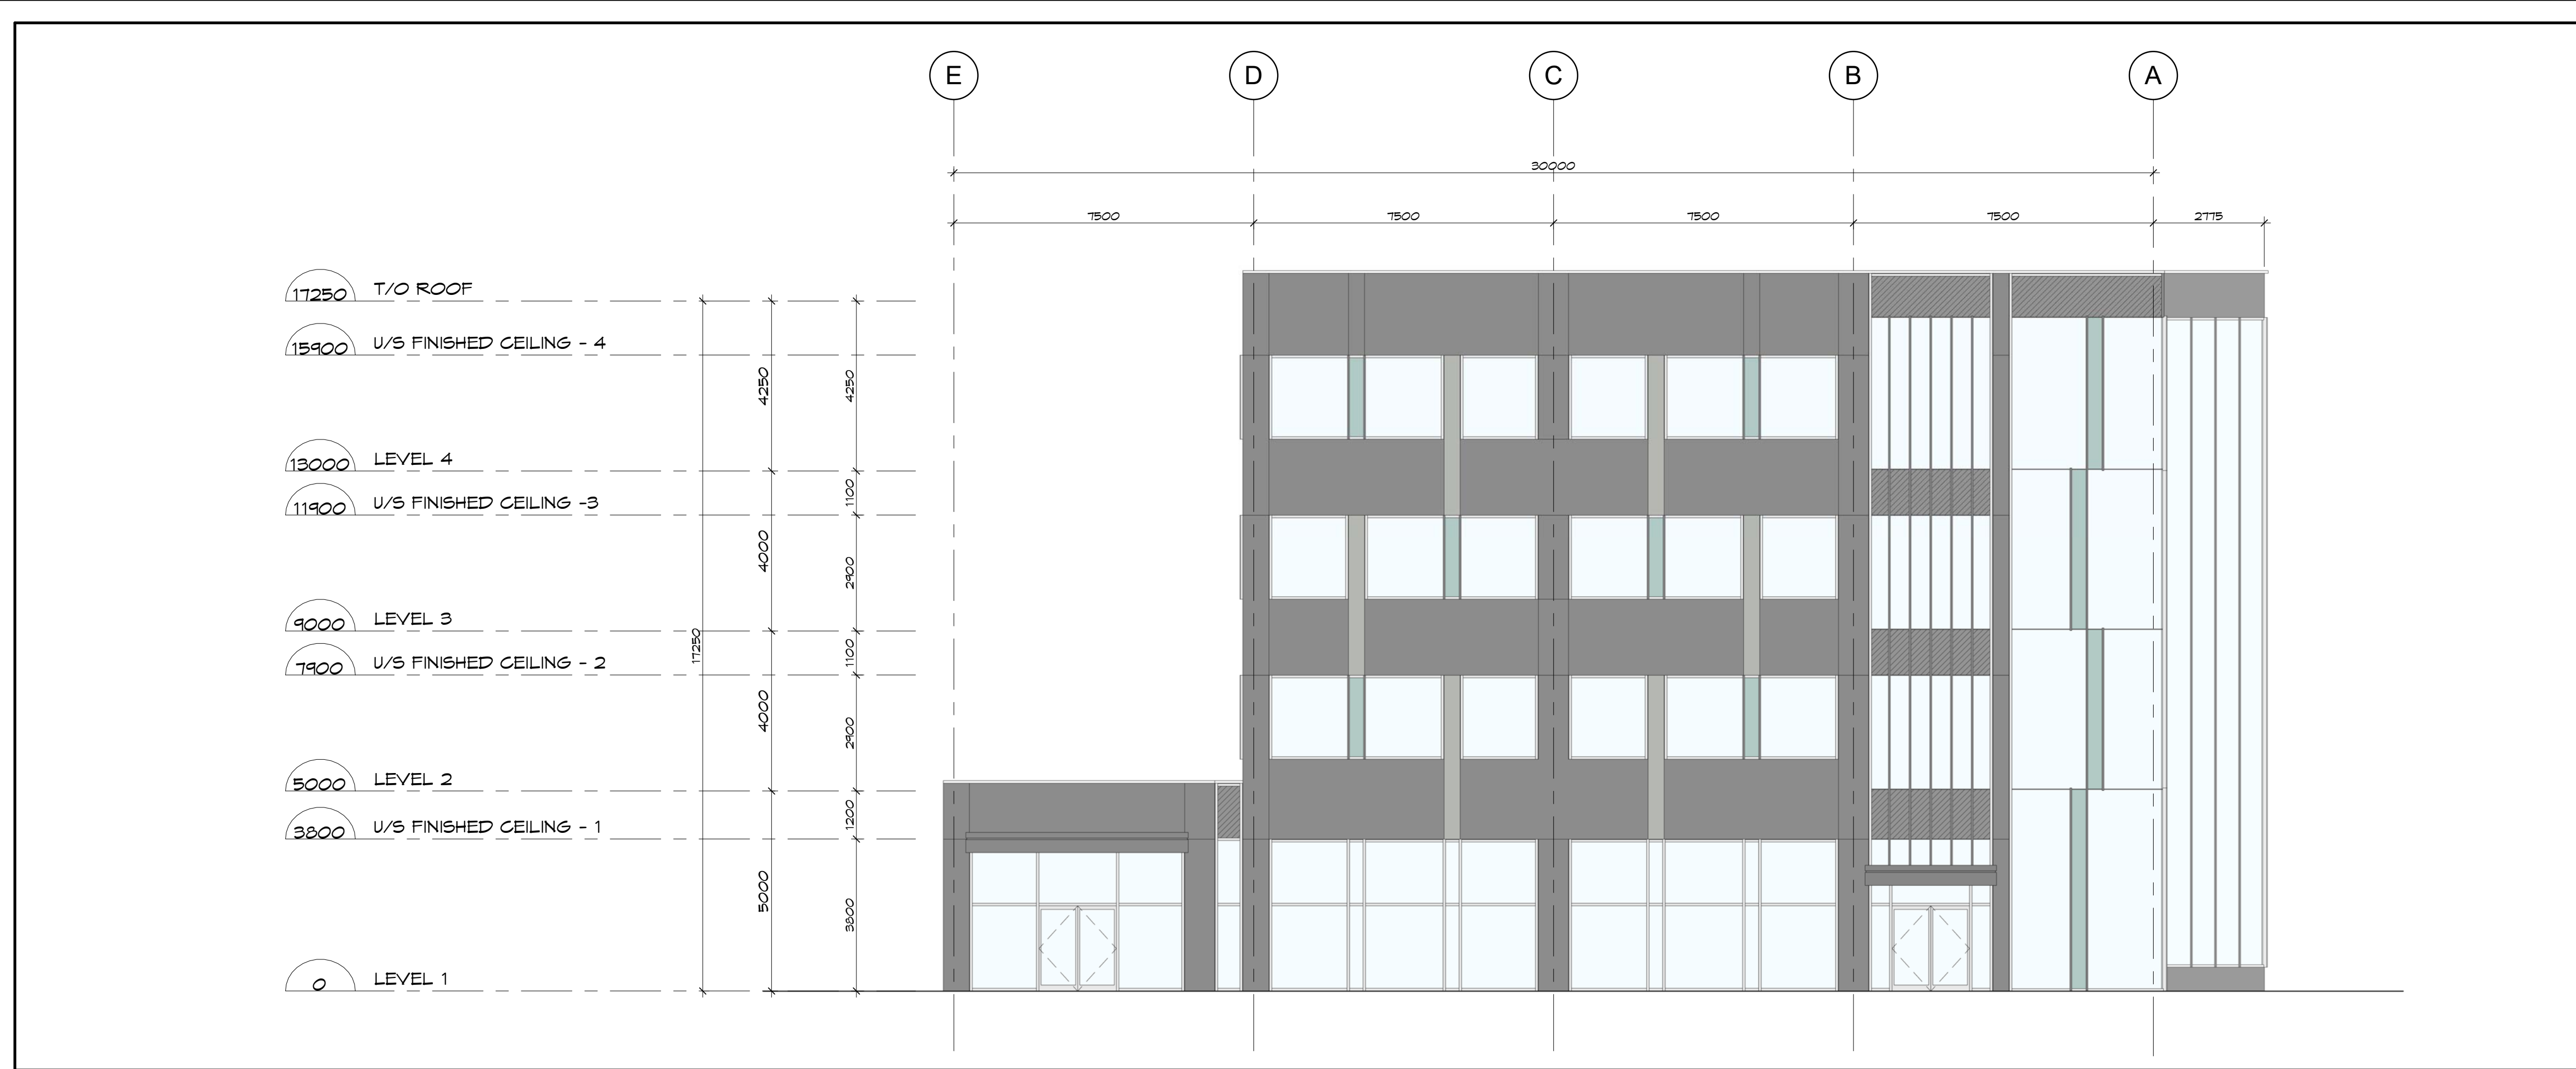 E D C B A
30000
7500 7500 7500 7500 2775
17250 T/O ROOF
15900 U/S FINISHED CEILING - 4
13000 LEVEL 4
11900 U/S FINISHED CEILING -3
9000 LEVEL 3
7900 U/S FINISHED CEILING - 2
5000 LEVEL 2
3800 U/S FINISHED CEILING - 1
0 LEVEL 1
17250
4250
4000
4000
5000
4250
1100
2900
1100
2900
1200
3800